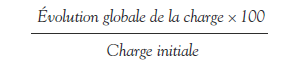 Évolution globale de la charge × 100
Charge initiale